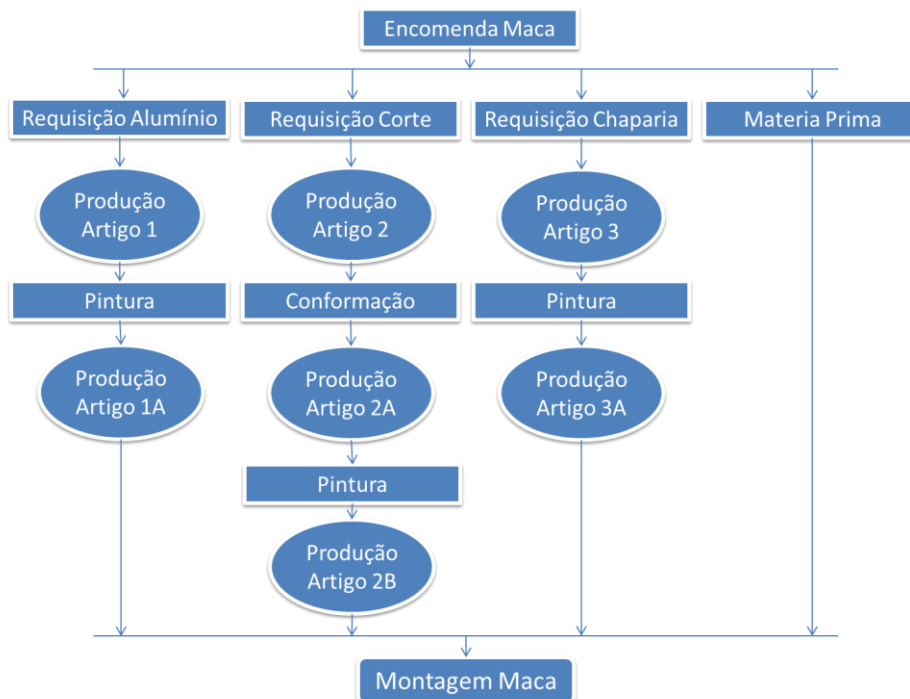 Encomenda Maca
Requisição Alumínio
Requisição Corte
Requisição Chaparia
Materia Prima
Produção
Artigo 1
Produção
Artigo 2
Produção
Artigo 3
Pintura
Conformação
Pintura
Produção
Artigo 1A
Produção
Artigo 2A
Produção
Artigo 3A
Pintura
Produção
Artigo 2B
Montagem Maca